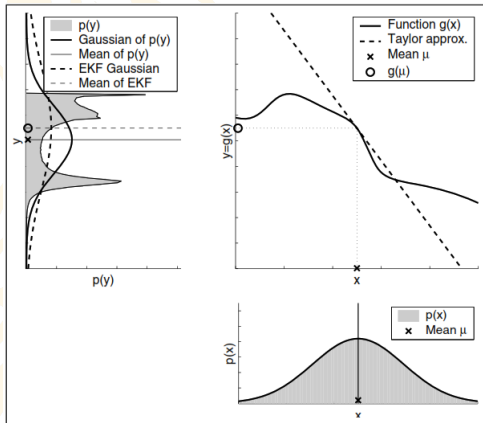 p(y)
Gaussian of p(y)
Mean of p(y)
EKF Gaussian
Mean of EKF
y
p(y)
Function g(x)
Taylor approx.
Mean μ
g(μ)
y=g(x)
x
p(x)
Mean μ
p(x)
x